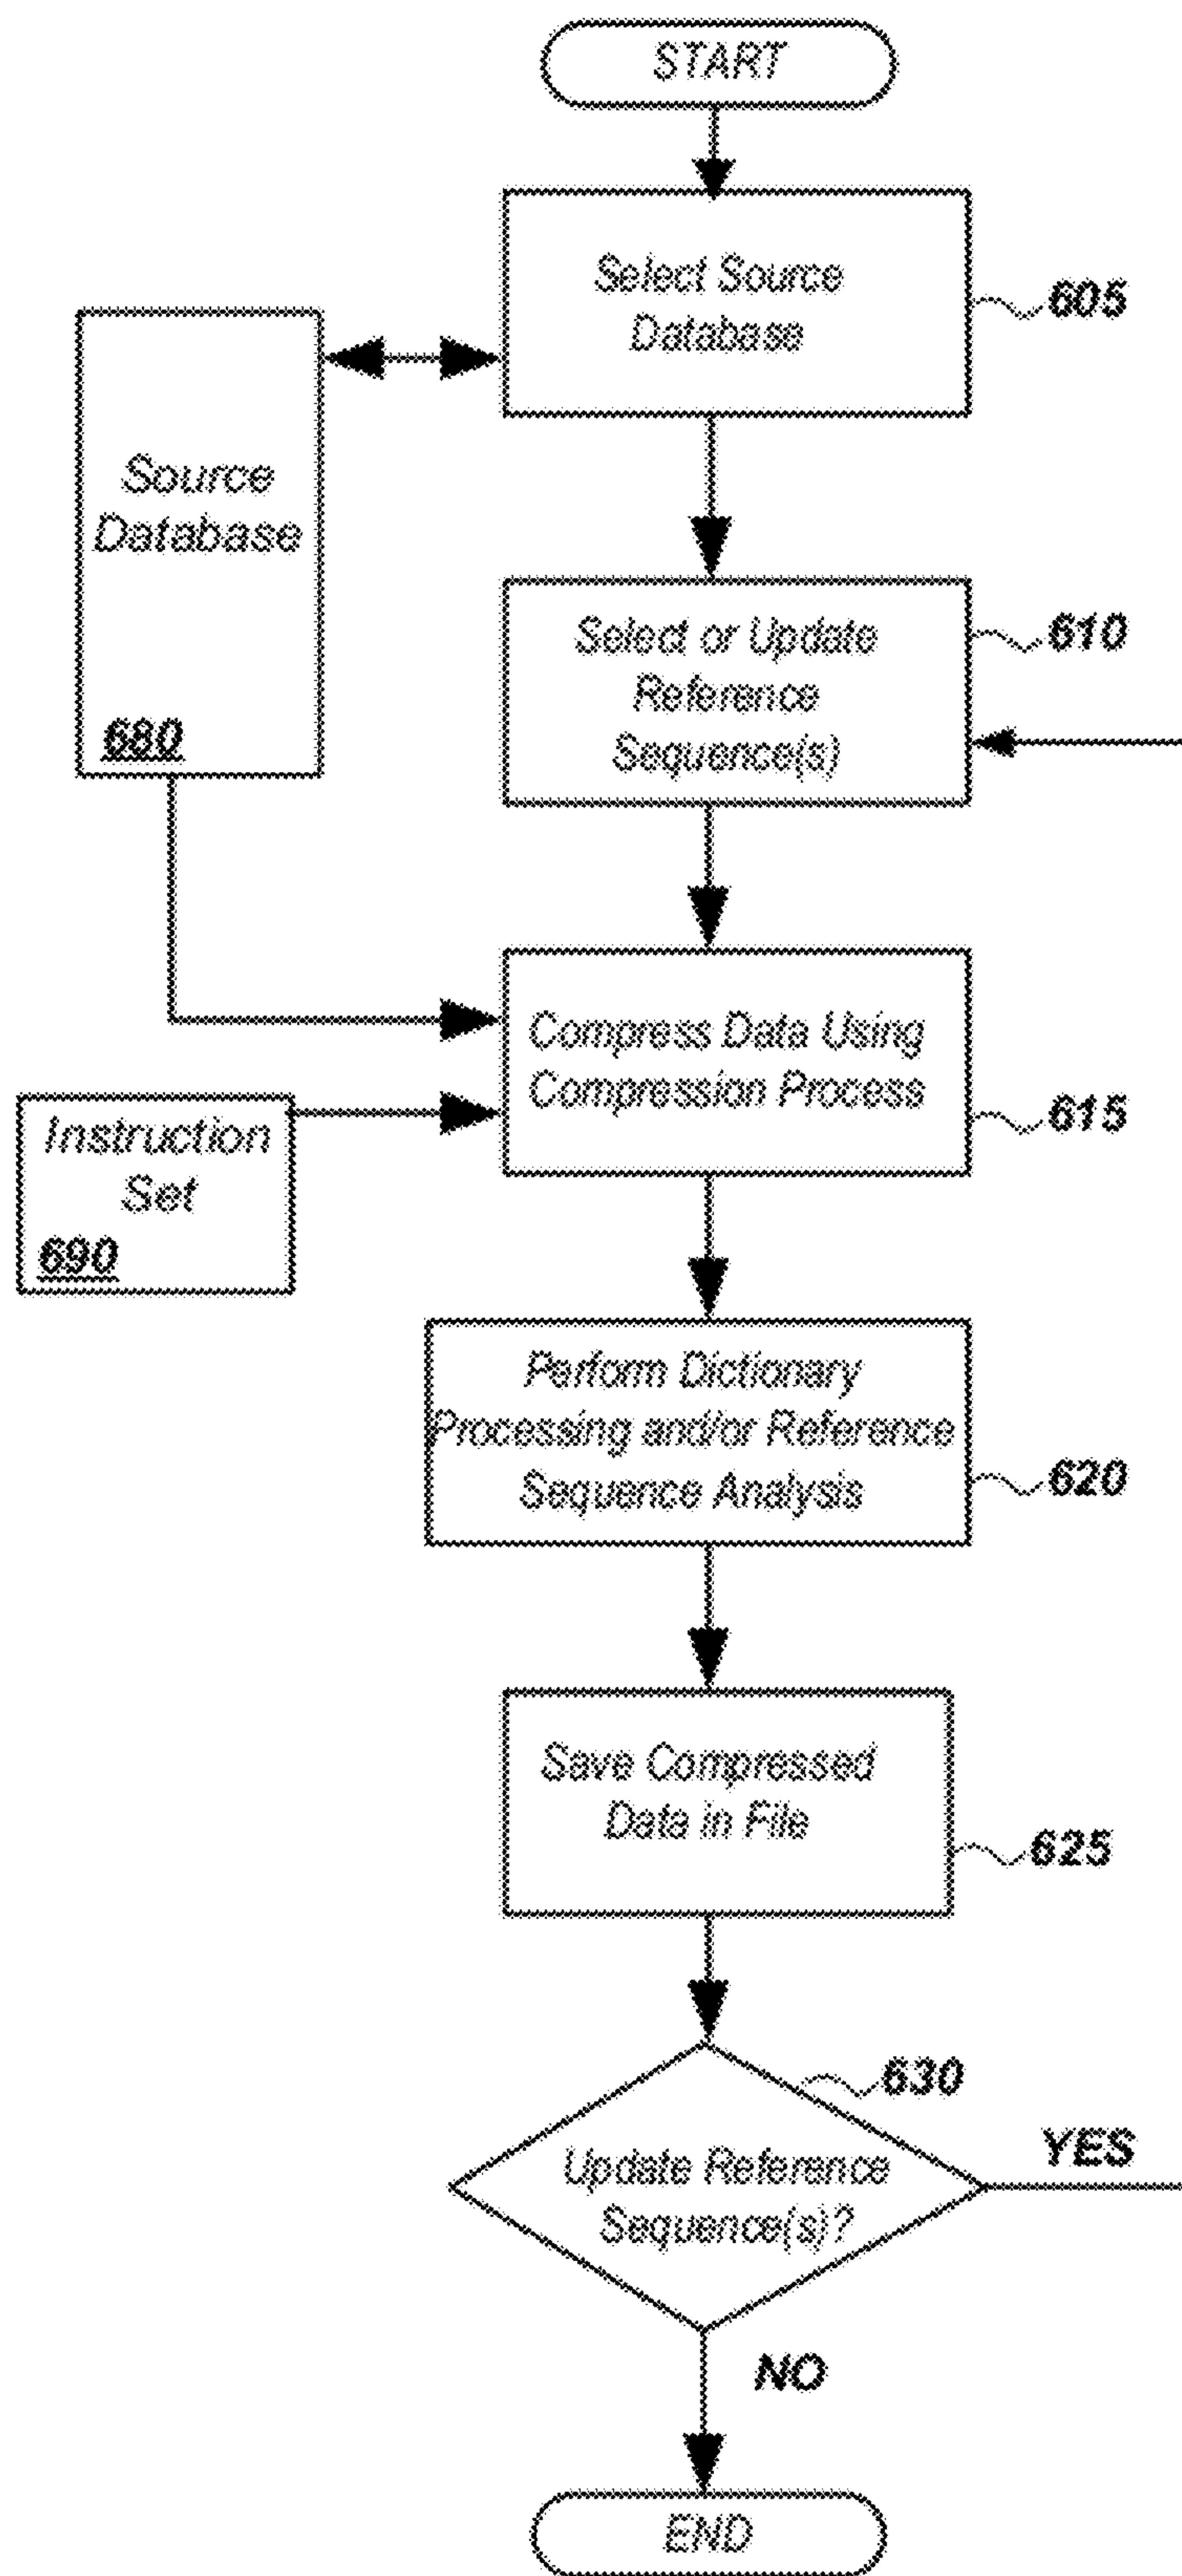 START
Select Source
Database
605
Source
Database
680
Select or Update
Reference
Sequence(s)
610
Compress Data Using
Compression Process
615
Instruction
Set
690
Perform Dictionary
Processing and/or Reference
Sequence Analysis
620
Save Compressed
Data in File
625
630
Update Reference
Sequence(s)?
YES
NO
END